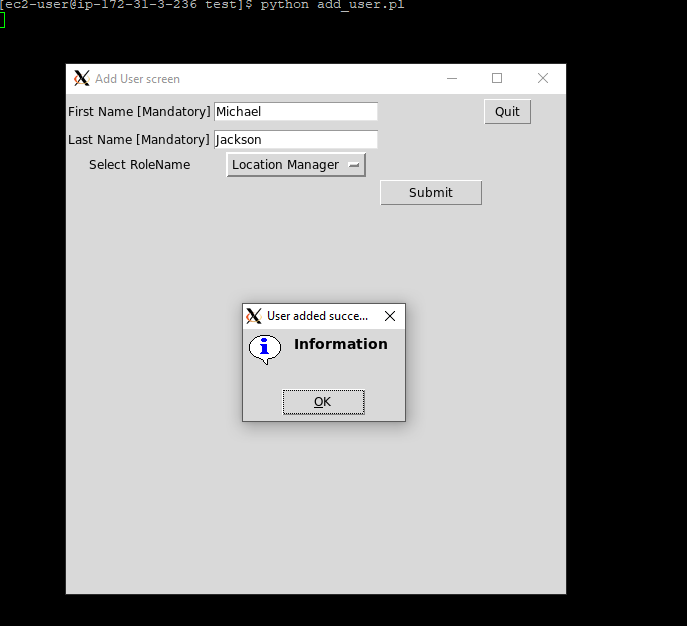 [ec2-user@ip-172-31-3-236 test]$ python add_user.pl
Add User screen
First Name [Mandatory] Michael Quit
Last Name [Mandatory] Jackson
Select RoleName Location Manager
Submit
User added succe...
Information
OK